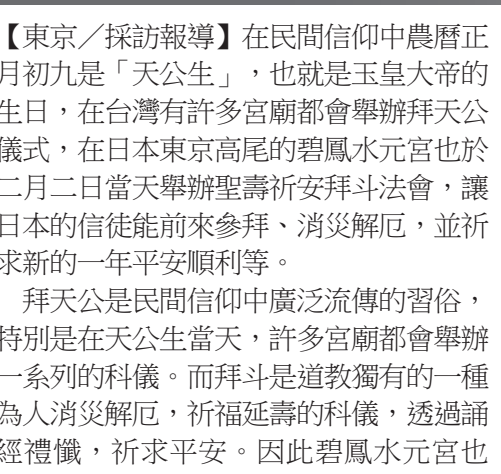 【東京／採訪報導】在民間信仰中農曆正
月初九是「天公生」，也就是玉皇大帝的
生日，在台灣有許多宮廟都會舉辦拜天公
儀式，在日本東京高尾的碧鳳水元宮也於
二月二日當天舉辦聖壽祈安拜斗法會，讓
日本的信徒能前來參拜、消災解厄，並祈
求新的一年平安順利等。
拜天公是民間信仰中廣泛流傳的習俗，
特別是在天公生當天，許多宮廟都會舉辦
一系列的科儀。而拜斗是道教獨有的一種
為人消災解厄，祈福延壽的科儀，透過誦
經禮懺，祈求平安。因此碧鳳水元宮也